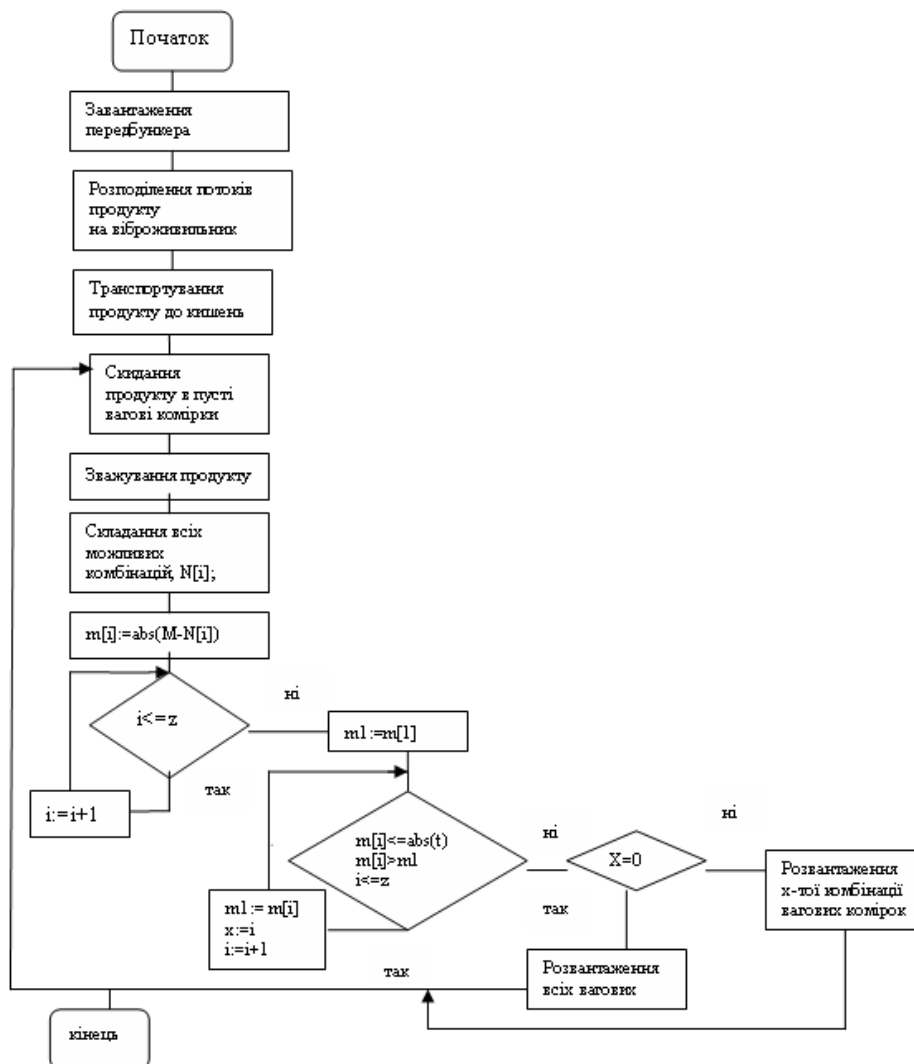 Початок
Завантаження
передбункера
Розподілення потоків
продукту
на віброживильник
Транспортування
продукту до кишень
Скидання
продукту в пусті
вагові комірки
Зважування продукту
Складання всіх
можливих
комбінацій, N[i];
m[i]:=abs(M-N[i])
i<=z
ні
так
i:=i+1
m1:=m[1]
m[i]<=abs(t)
m[i]>m1
i<=z
ні
так
m1:= m[i]
x:=i
i:=i+1
X=0
ні
так
Розвантаження
х-тої комбінації
вагових комірок
Розвантаження
всіх вагових
кінець